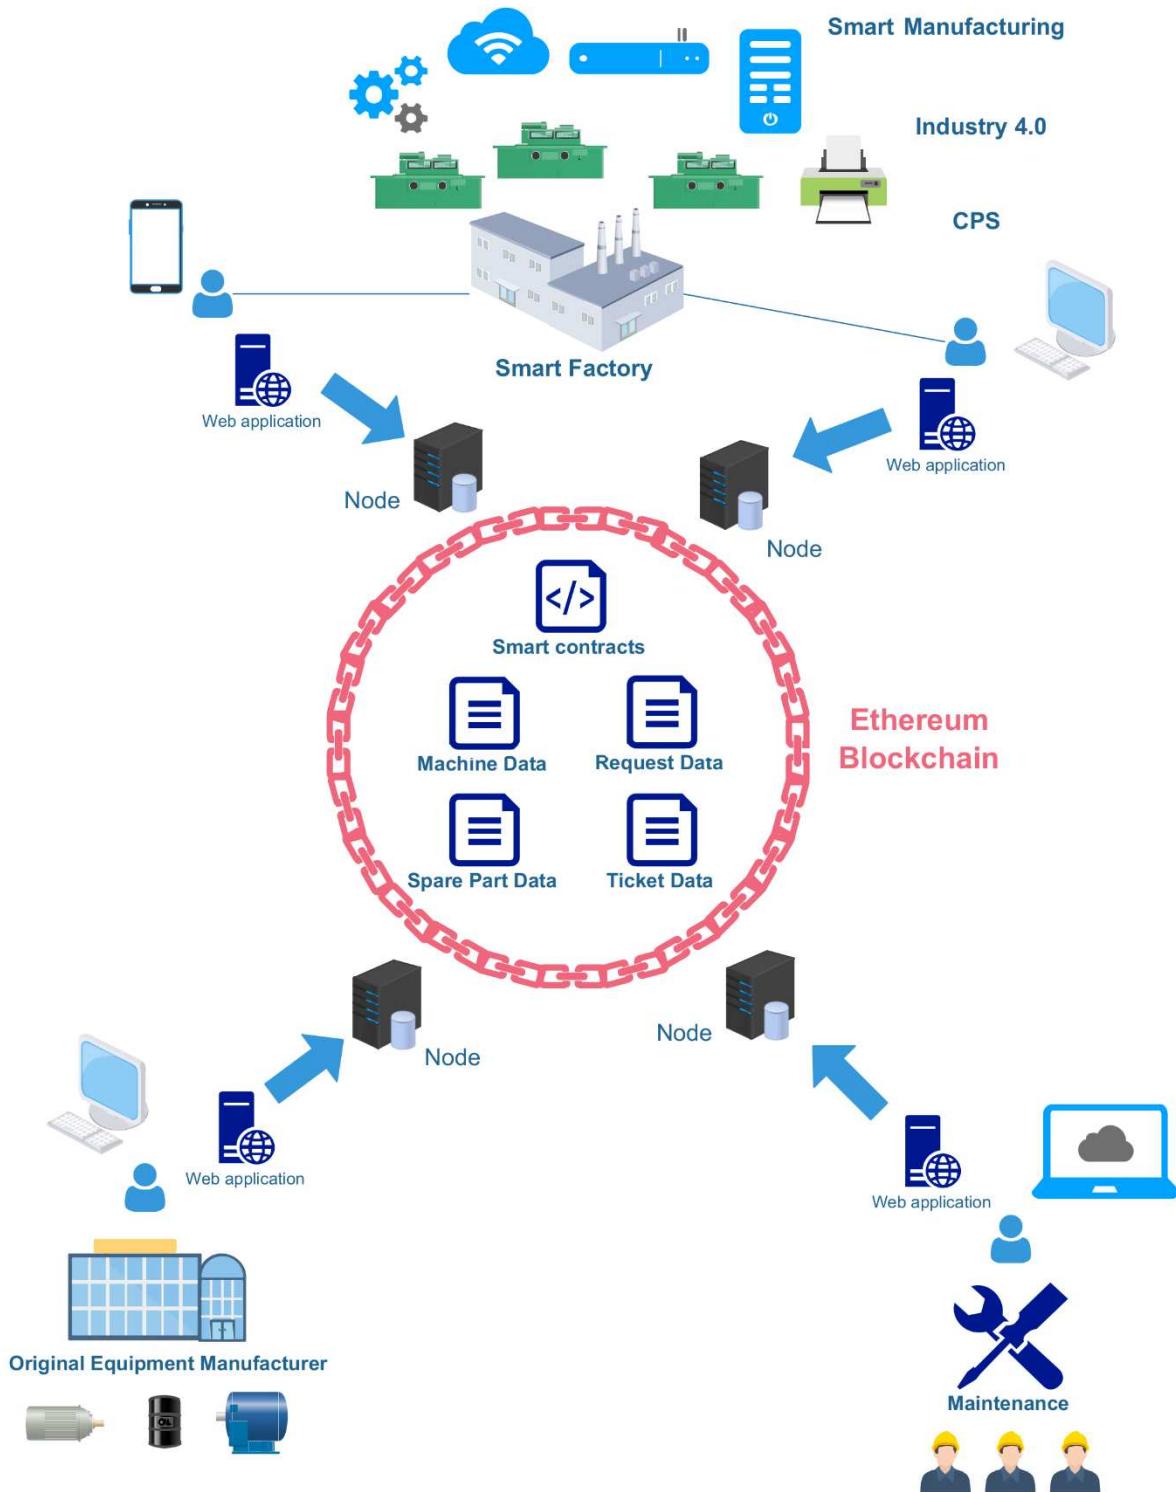 Smart Manufacturing
Industry 4.0
CPS
Smart Factory
Web application
Web application
Node
Node
Smart contracts
Machine Data
Request Data
Ethereum
Blockchain
Spare Part Data
Ticket Data
Node
Node
Web application
Web application
Original Equipment Manufacturer
Maintenance
OIL